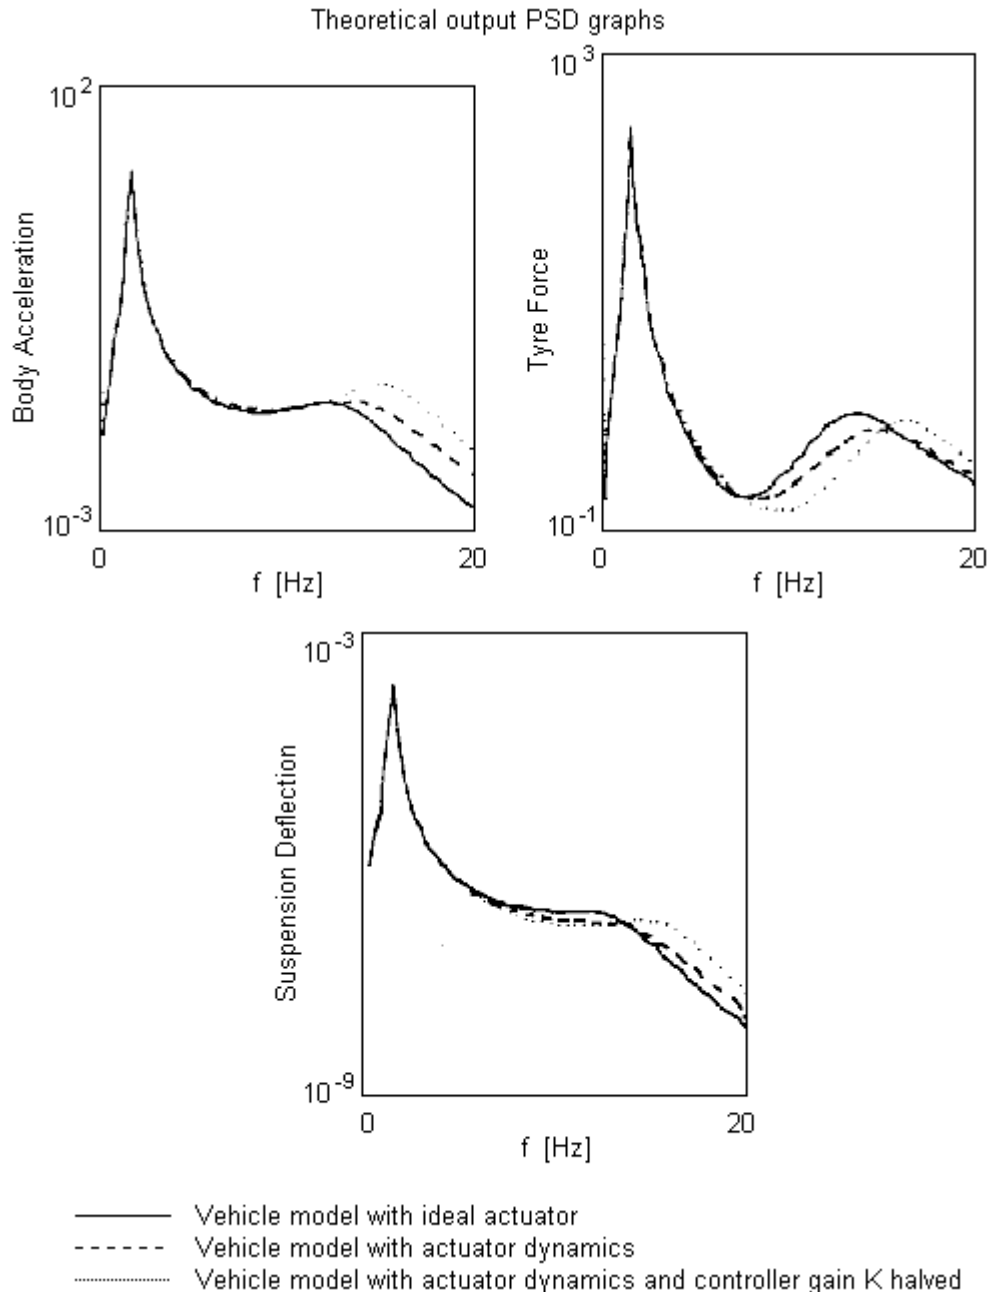 Theoretical output PSD graphs
10^2
Body Acceleration
10^-3
0
20
f [Hz]
10^3
Tyre Force
10^-1
0
20
f [Hz]
10^-3
Suspension Deflection
10^-9
0
20
f [Hz]
Vehicle model with ideal actuator
Vehicle model with actuator dynamics
Vehicle model with actuator dynamics and controller gain K halved